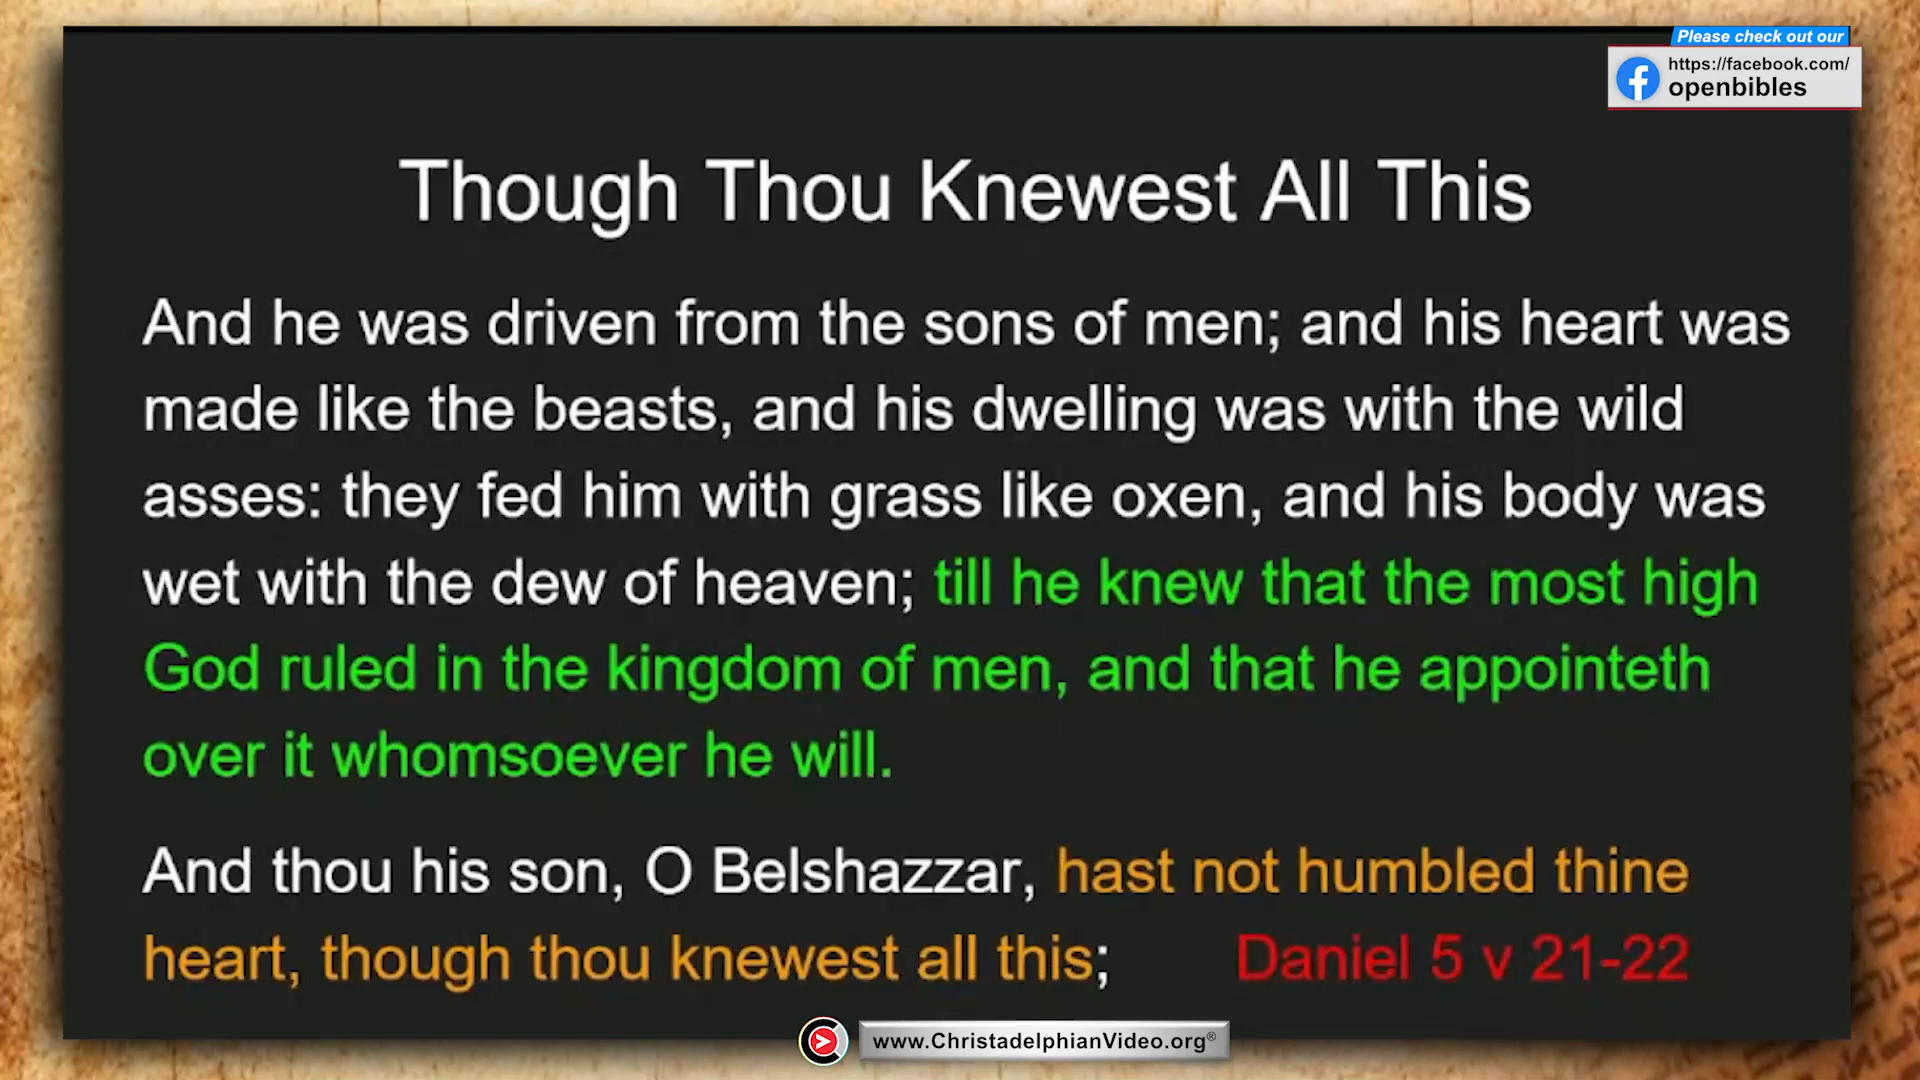 Please check out our
https://facebook.com/
openbibles
Though Thou Knewest All This
And he was driven from the sons of men; and his heart was
made like the beasts, and his dwelling was with the wild
asses: they fed him with grass like oxen, and his body was
wet with the dew of heaven; till he knew that the most high
God ruled in the kingdom of men, and that he appointeth
over it whomsoever he will.
And thou his son, O Belshazzar, hast not humbled thine
heart, though thou knewest all this; Daniel 5 v 21-22
www.ChristadelphianVideo.org®